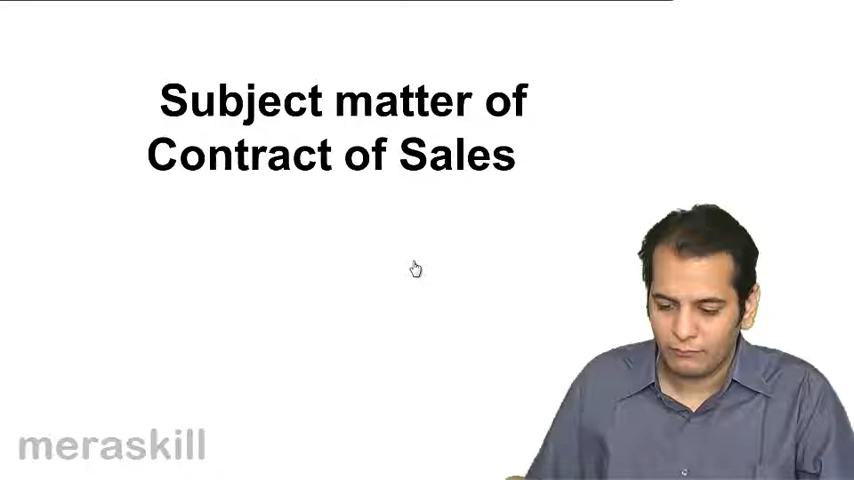 Subject matter of
Contract of Sales
meraskill